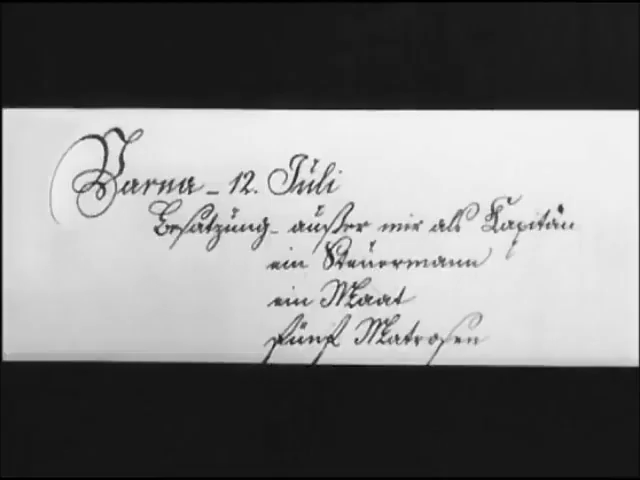 Varna – 12. Juli
Besatzung – außer mir als Kapitän
ein Steuermann
ein Maat
fünf Matrosen